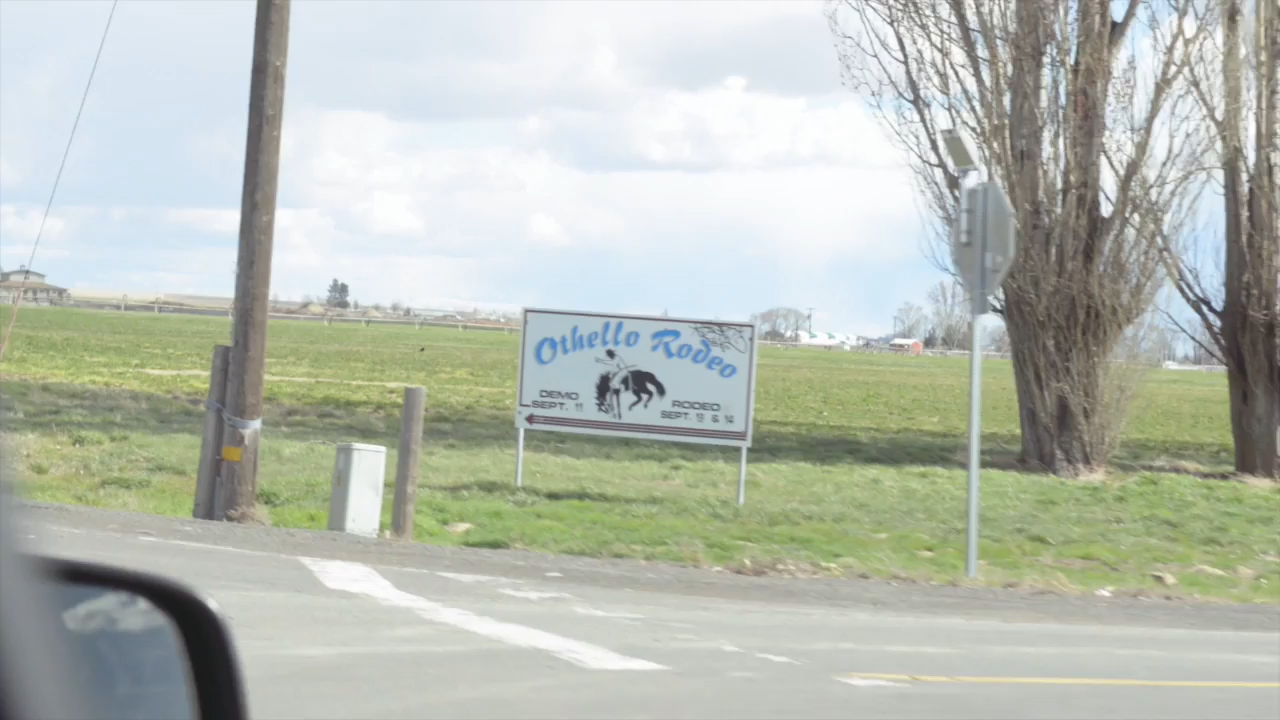 Othello Rodeo
DEMO
SEPT. 11
RODEO
SEPT. 13 & 14